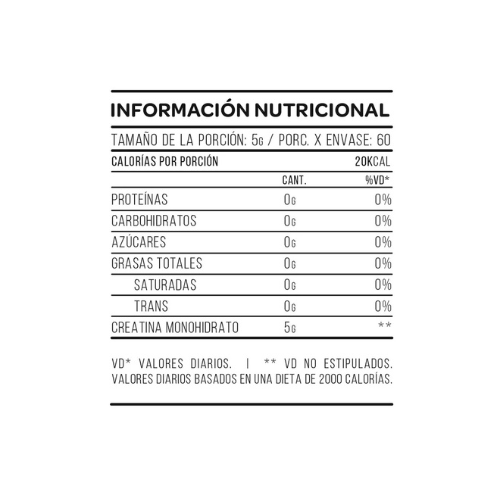 INFORMACIÓN NUTRICIONAL
TAMAÑO DE LA PORCIÓN: 5G / PORC. X ENVASE: 60
CALORÍAS POR PORCIÓN 20KCAL
CANT. %VD*
PROTEÍNAS 0G 0%
CARBOHIDRATOS 0G 0%
AZÚCARES 0G 0%
GRASAS TOTALES 0G 0%
SATURADAS 0G 0%
TRANS 0G 0%
CREATINA MONOHIDRATO 5G **
VD* VALORES DIARIOS. | ** VD NO ESTIPULADOS.
VALORES DIARIOS BASADOS EN UNA DIETA DE 2000 CALORÍAS.